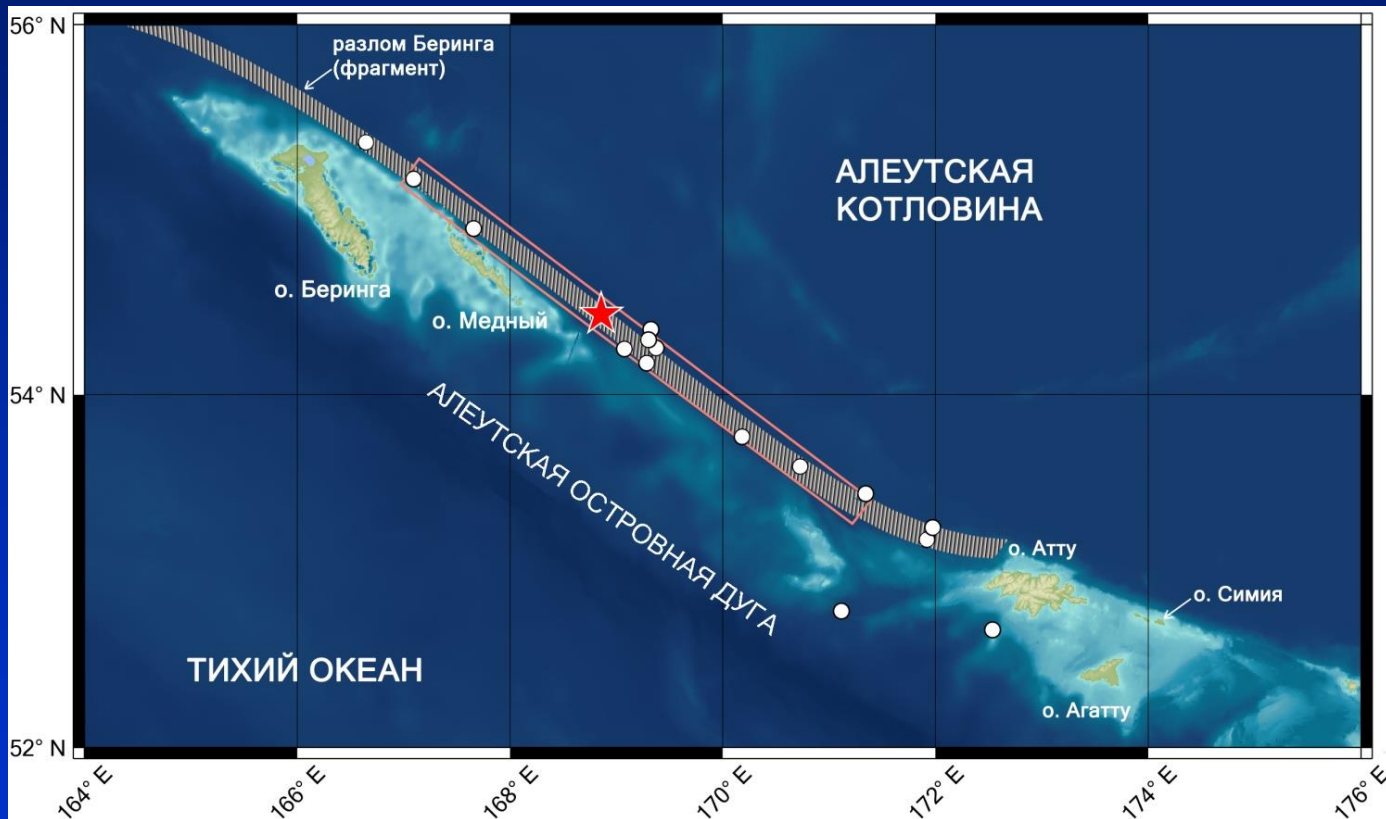 56° N
разлом Беринга
(фрагмент)
АЛЕУТСКАЯ
КОТЛОВИНА
о. Беринга
о. Медный
54° N
АЛЕУТСКАЯ ОСТРОВНАЯ ДУГА
о. Атту
о. Симия
ТИХИЙ ОКЕАН
о. Агатту
52° N
164° E
166° E
168° E
170° E
172° E
174° E
176° E